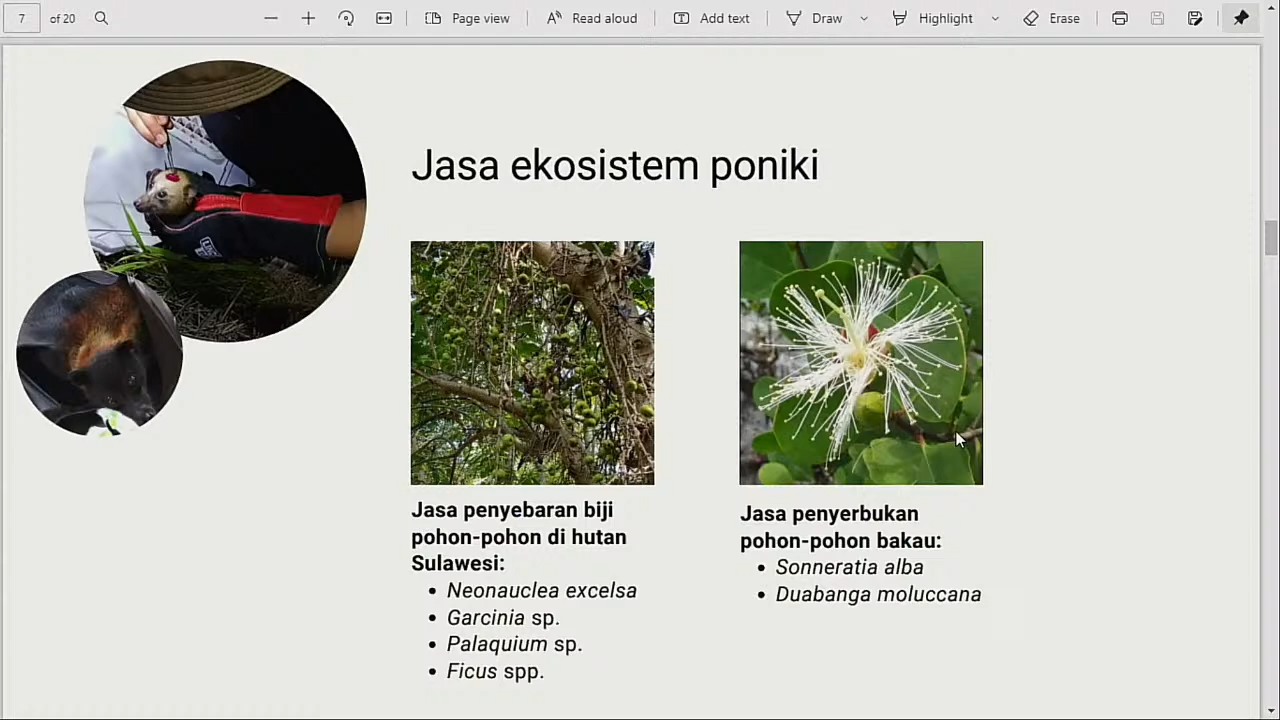 7 of 20 Page view Read aloud Add text Draw Highlight Erase
Jasa ekosistem poniki
Jasa penyebaran biji
pohon-pohon di hutan
Sulawesi:
• Neonauclea excelsa
• Garcinia sp.
• Palaquium sp.
• Ficus spp.
Jasa penyerbukan
pohon-pohon bakau:
• Sonneratia alba
• Duabanga moluccana